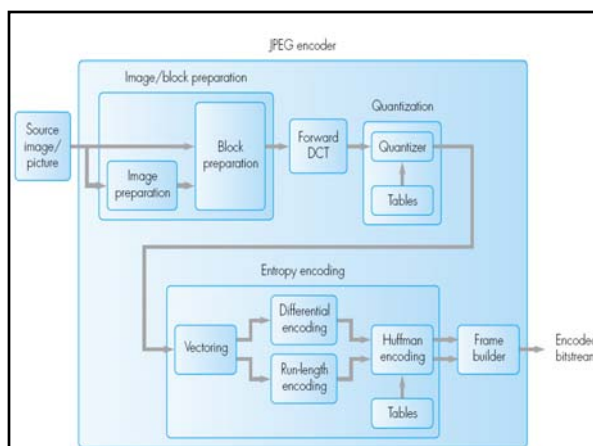 JPEG encoder
Image/block preparation
Quantization
Source
image/
picture
Block
preparation
Image
preparation
Forward
DCT
Quantizer
Tables
Entropy encoding
Vectoring
Differential
encoding
Run-length
encoding
Huffman
encoding
Tables
Frame
builder
Encoded
bitstream